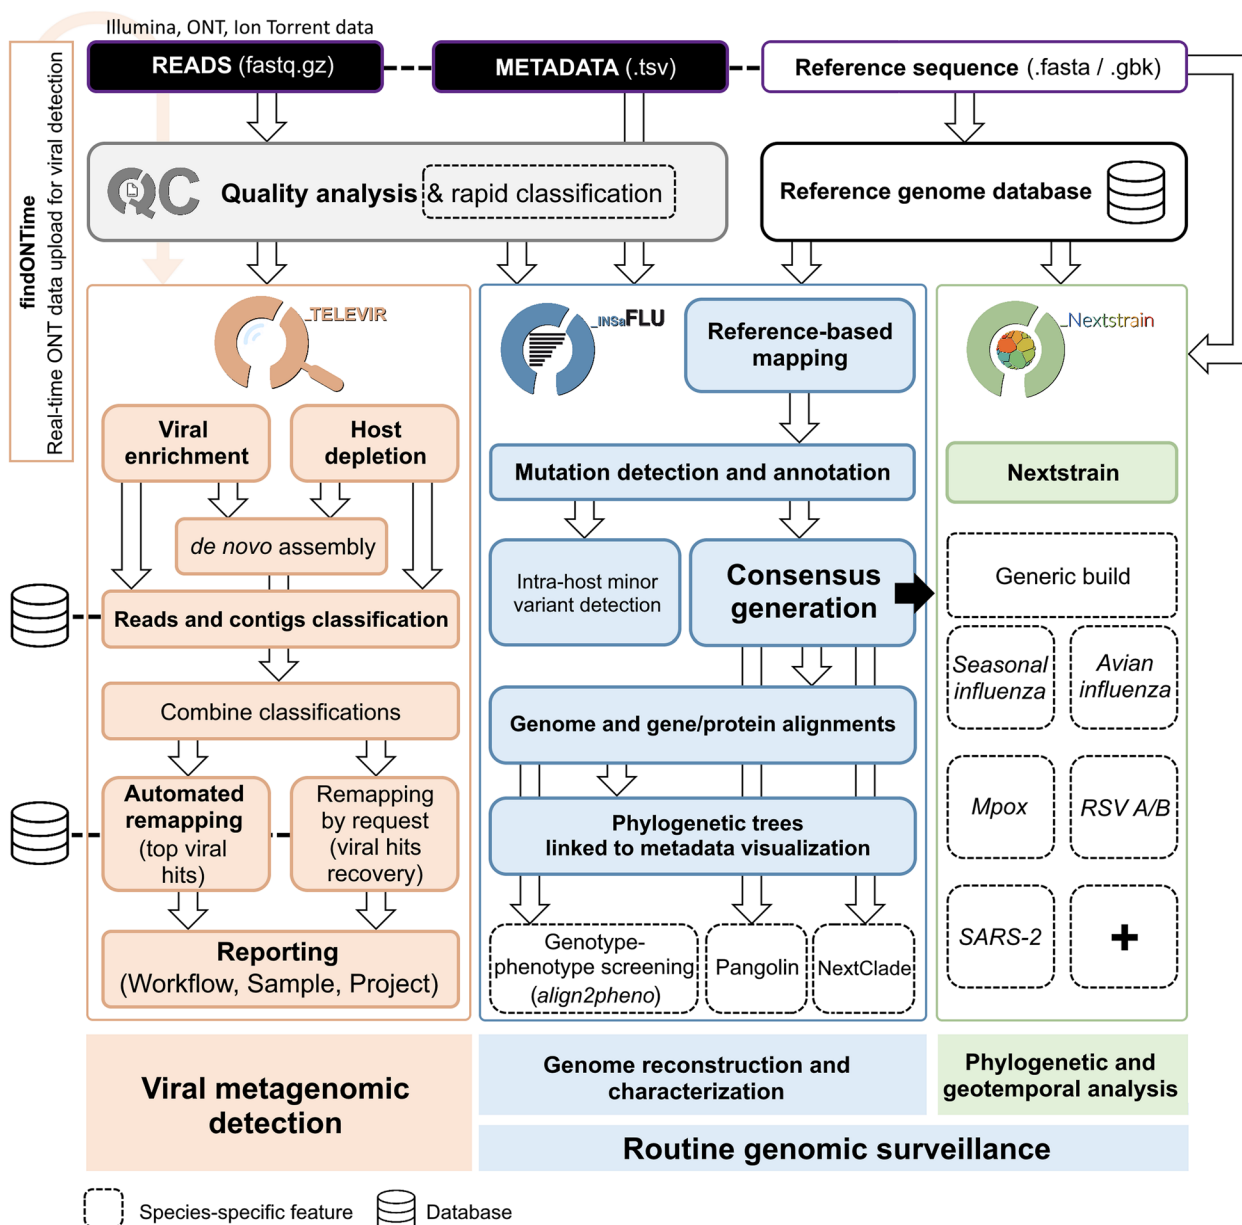 Illumina, ONT, Ion Torrent data
READS (fastq.gz)
METADATA (.tsv)
Reference sequence (.fasta / .gbk)
findONTime
Real-time ONT data upload for viral detection
QC
Quality analysis & rapid classification
Reference genome database
_TELEVIR
_INSaFLU
Reference-based
mapping
_Nextstrain
Viral
enrichment
Host
depletion
de novo assembly
Reads and contigs classification
Combine classifications
Automated
remapping
(top viral
hits)
Remapping
by request
(viral hits
recovery)
Reporting
(Workflow, Sample, Project)
Mutation detection and annotation
Intra-host minor
variant detection
Consensus
generation
Genome and gene/protein alignments
Phylogenetic trees
linked to metadata visualization
Genotype-
phenotype screening
(align2pheno)
Pangolin
NextClade
Nextstrain
Generic build
Seasonal
influenza
Avian
influenza
Mpox
RSV A/B
SARS-2
+
Viral metagenomic
detection
Genome reconstruction and
characterization
Phylogenetic and
geotemporal analysis
Routine genomic surveillance
Species-specific feature
Database